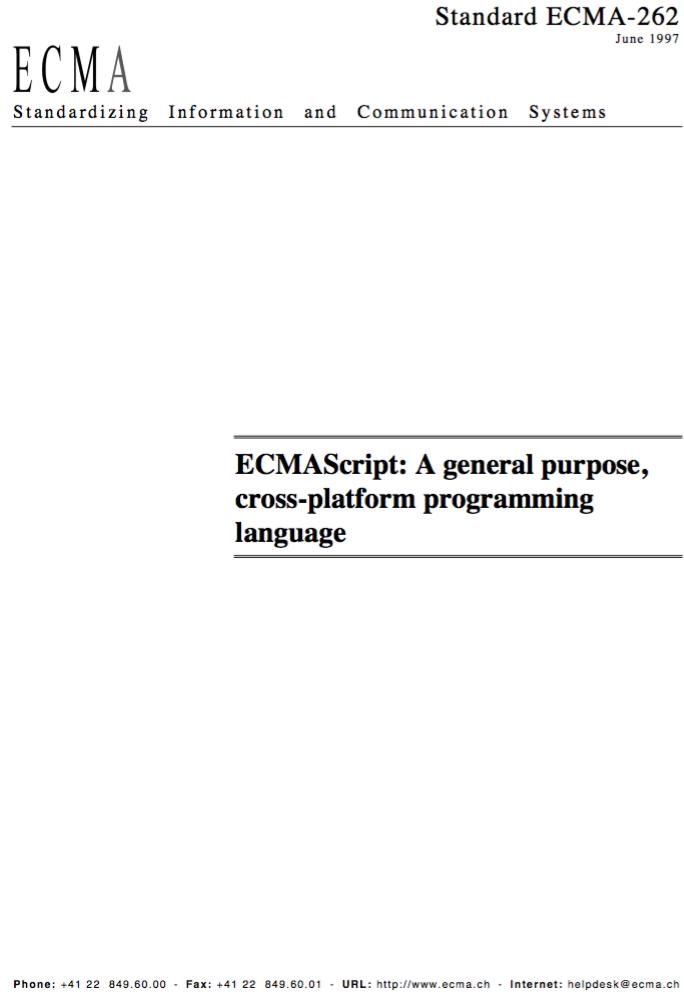 Standard ECMA-262
June 1997
ECMA
Standardizing Information and Communication Systems
ECMAScript: A general purpose,
cross-platform programming
language
Phone: +41 22 849.60.00 - Fax: +41 22 849.60.01 - URL: http://www.ecma.ch - Internet: helpdesk@ecma.ch